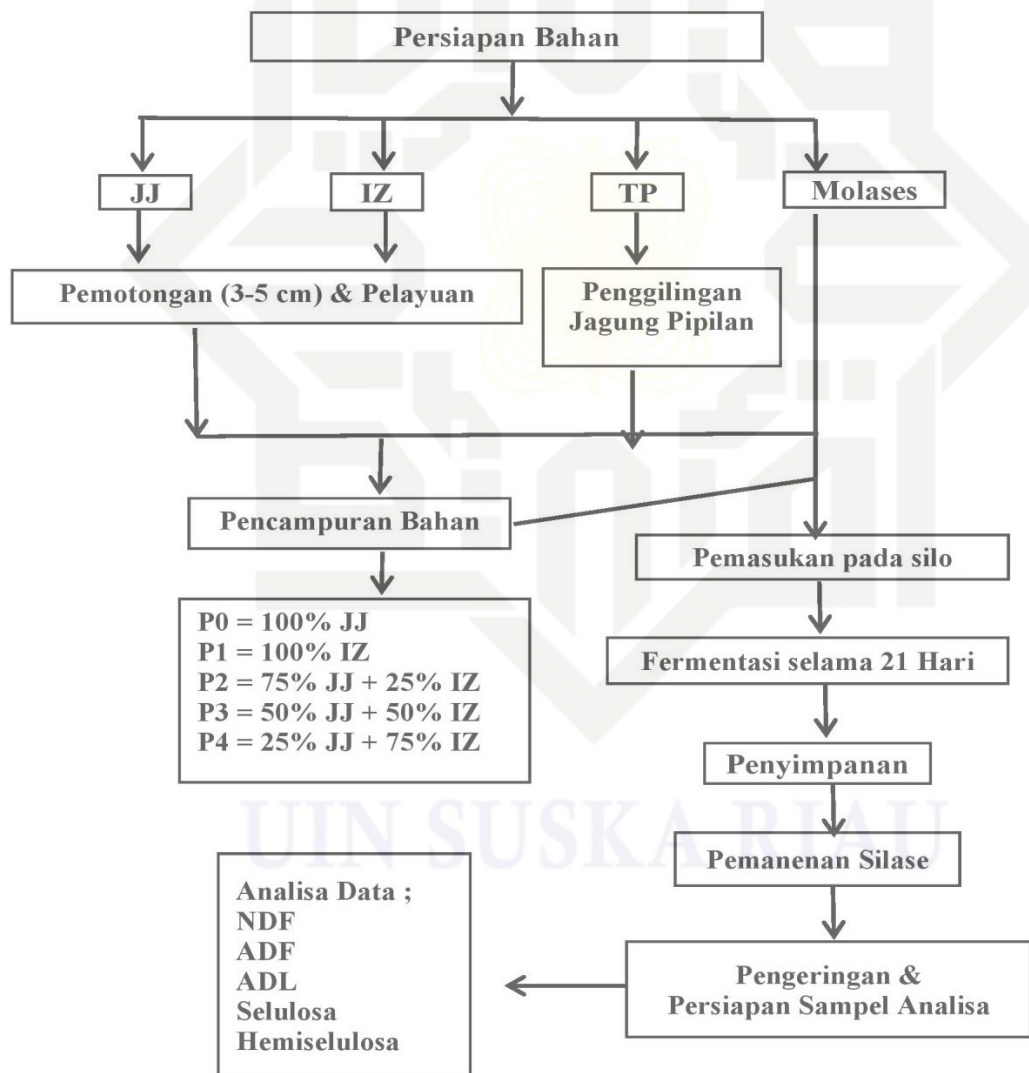 Persiapan Bahan
JJ
IZ
TP
Molases
Pemotongan (3-5 cm) & Pelayuan
Penggilingan
Jagung Pipilan
Pencampuran Bahan
Pemasukan pada silo
P0 = 100% JJ
P1 = 100% IZ
P2 = 75% JJ + 25% IZ
P3 = 50% JJ + 50% IZ
P4 = 25% JJ + 75% IZ
Fermentasi selama 21 Hari
Penyimpanan
UIN SUSKA RIAU
Pemanenan Silase
Analisa Data ;
NDF
ADF
ADL
Selulosa
Hemiselulosa
Pengeringan &
Persiapan Sampel Analisa